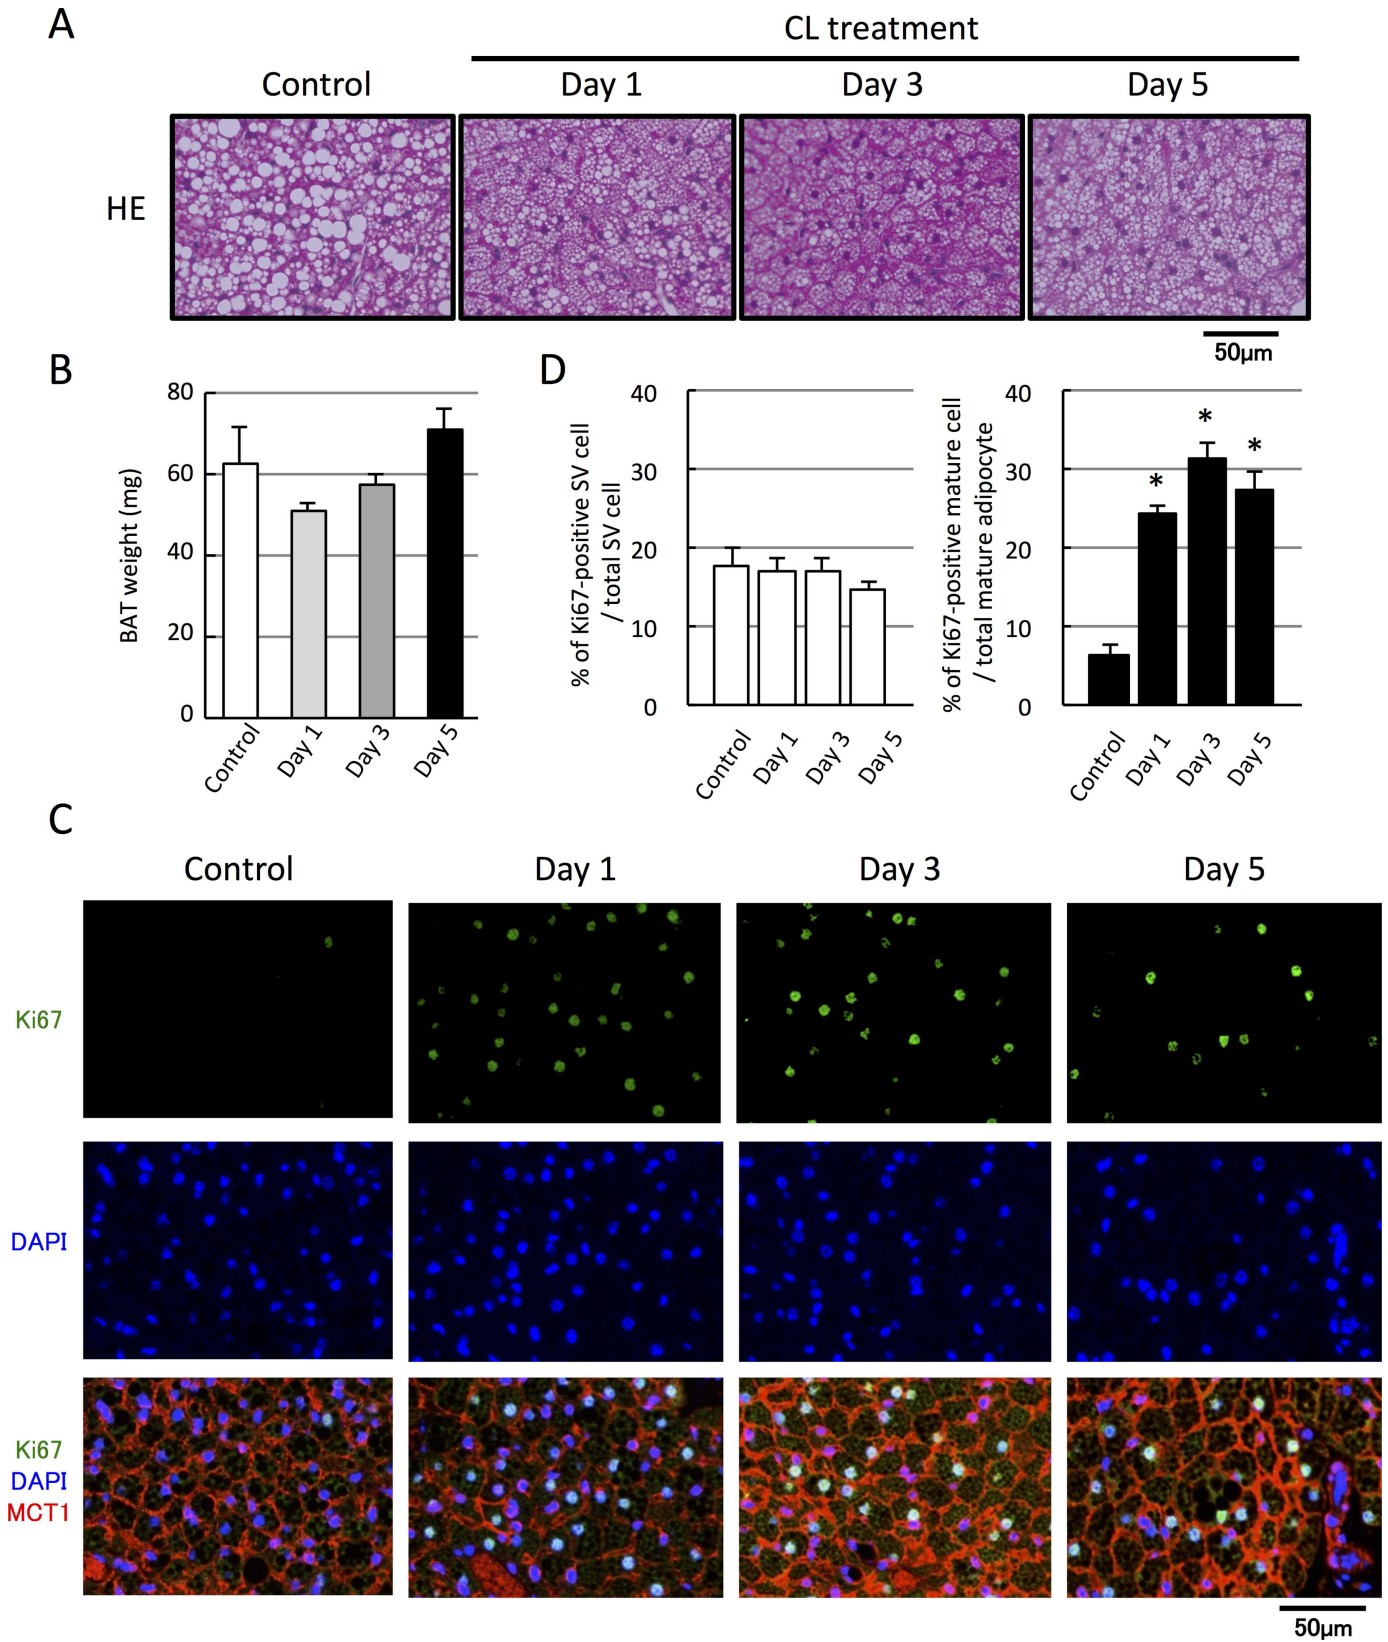 A
CL treatment
Control
Day 1
Day 3
Day 5
HE
50μm
B
BAT weight (mg)
80
60
40
20
0
Control
Day 1
Day 3
Day 5
D
% of Ki67-positive SV cell
/ total SV cell
40
30
20
10
0
Control
Day 1
Day 3
Day 5
% of Ki67-positive mature cell
/ total mature adipocyte
40
30
20
10
0
*
*
*
Control
Day 1
Day 3
Day 5
C
Control
Day 1
Day 3
Day 5
Ki67
DAPI
Ki67
DAPI
MCT1
50μm